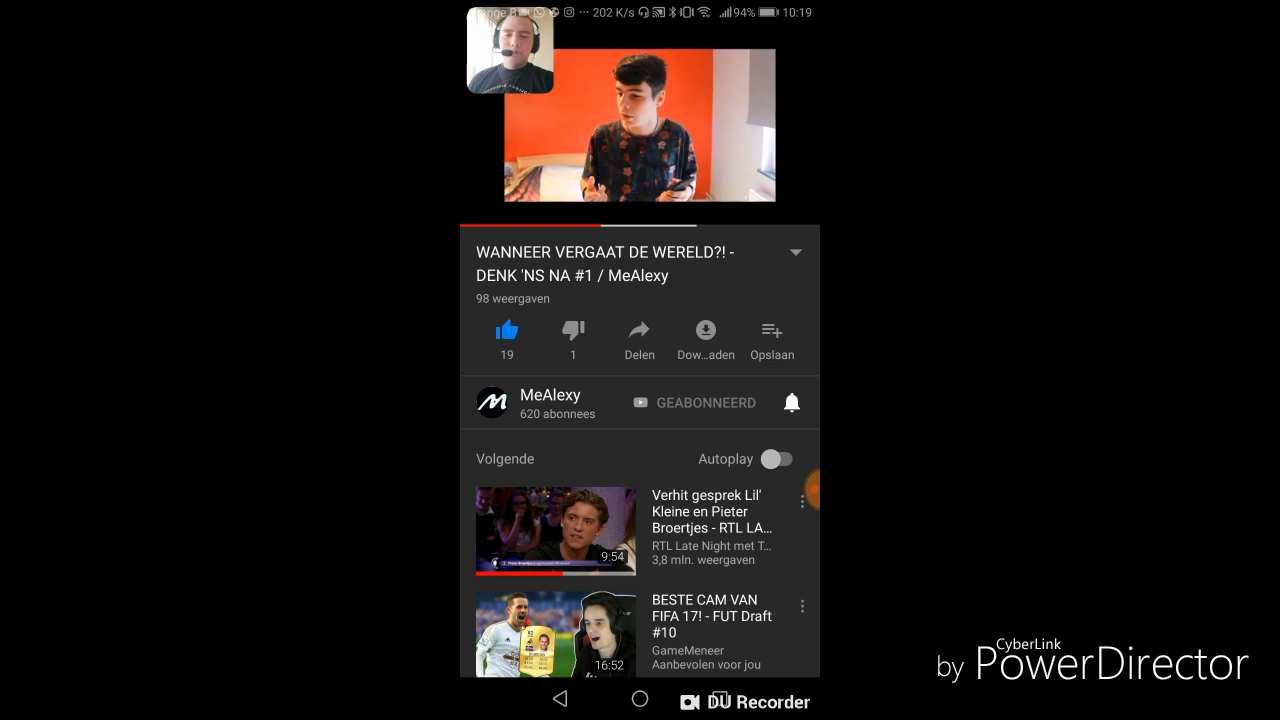 202 K/s 94% 10:19
WANNEER VERGAAT DE WERELD?! -
DENK 'NS NA #1 / MeAlexy
98 weergaven
19 1 Delen Dow...aden Opslaan
MeAlexy
620 abonnees
GEABONNEERD
Volgende Autoplay
Verhit gesprek Lil'
Kleine en Pieter
Broertjes - RTL LA...
RTL Late Night met T...
3,8 mln. weergaven
9:54
BESTE CAM VAN
FIFA 17! - FUT Draft
#10
GameMeneer
Aanbevolen voor jou
16:52
DU Recorder
CyberLink
by PowerDirector